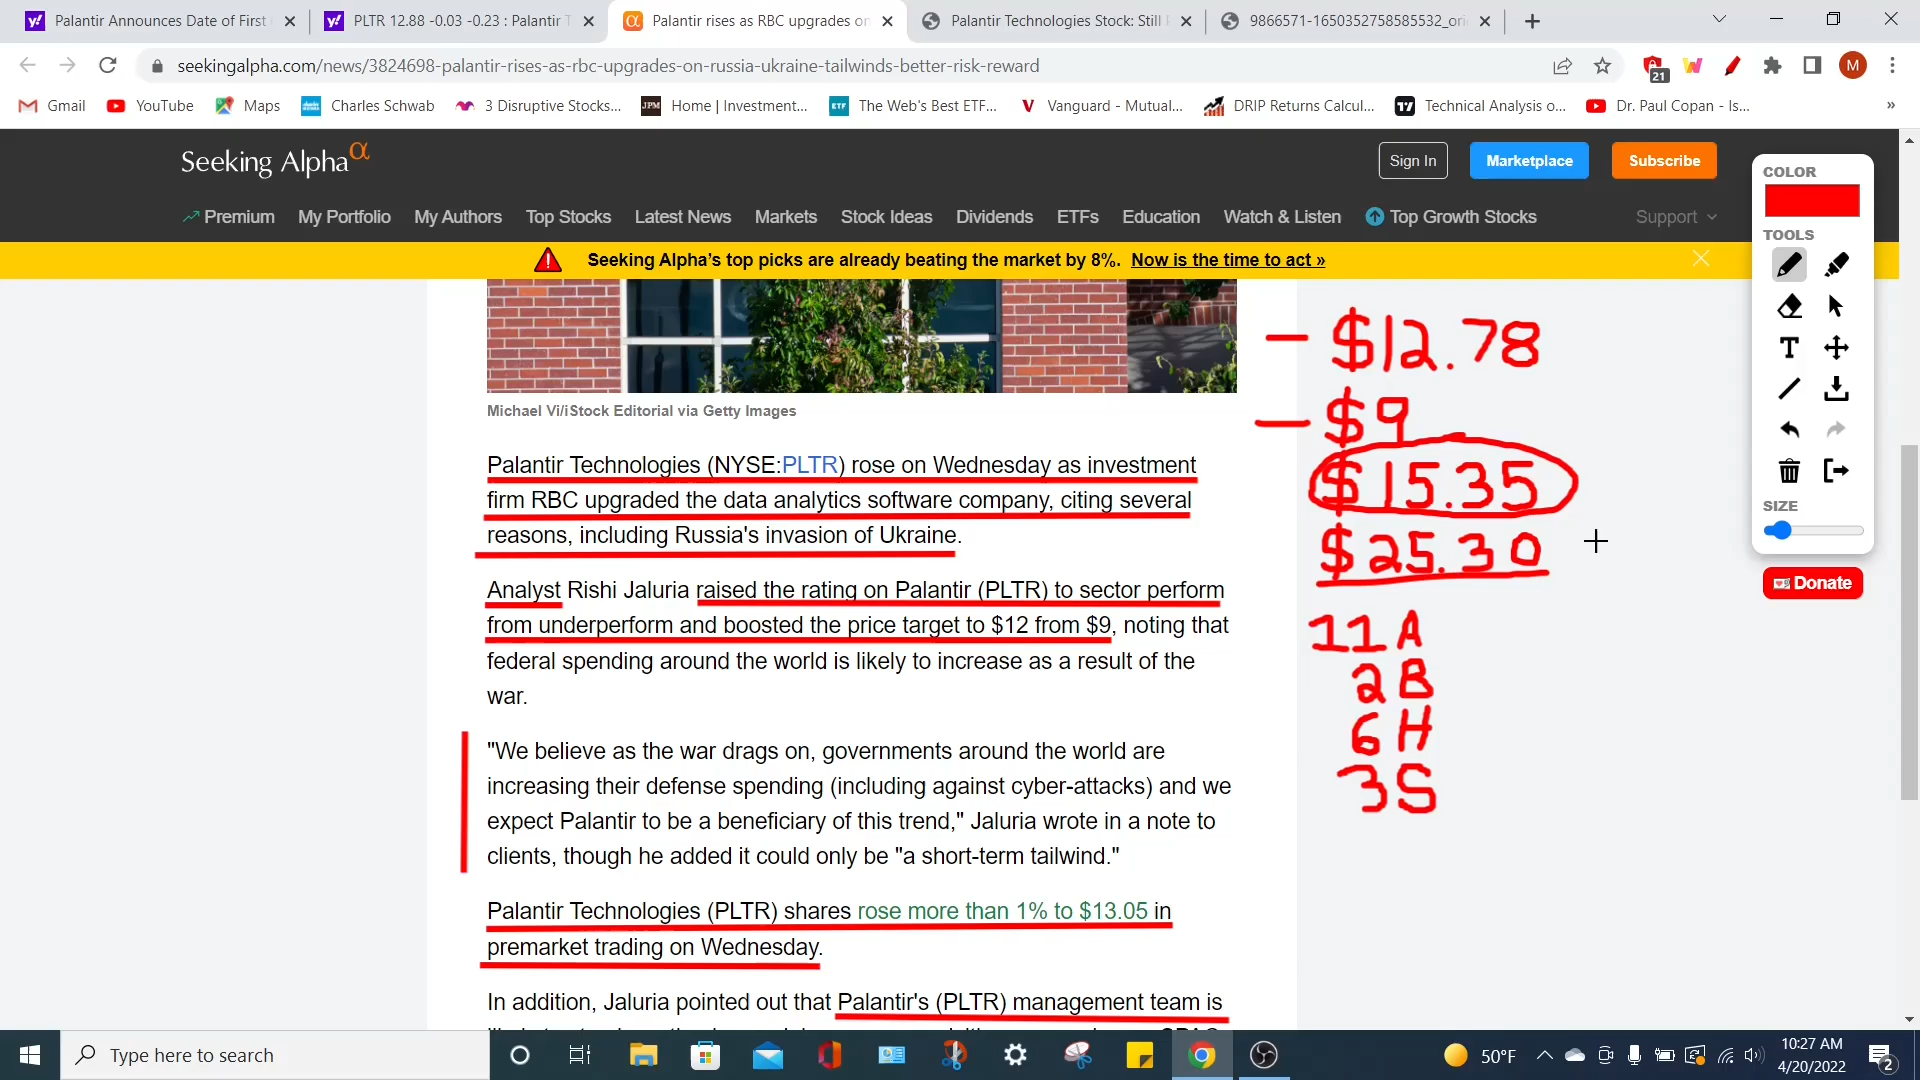 Palantir Announces Date of First
PLTR 12.88 -0.03 -0.23 : Palantir T
Palantir rises as RBC upgrades on
Palantir Technologies Stock: Still
9866571-1650352758585532_ori
seekingalpha.com/news/3824698-palantir-rises-as-rbc-upgrades-on-russia-ukraine-tailwinds-better-risk-reward
21
M
Gmail
YouTube
Maps
Charles Schwab
3 Disruptive Stocks...
JPM
Home | Investment...
ETF
The Web's Best ETF...
Vanguard - Mutual...
DRIP Returns Calcul...
Technical Analysis o...
Dr. Paul Copan - Is...
»
Seeking Alpha α
Sign In
Marketplace
Subscribe
Premium
My Portfolio
My Authors
Top Stocks
Latest News
Markets
Stock Ideas
Dividends
ETFs
Education
Watch & Listen
Top Growth Stocks
Support
Seeking Alpha's top picks are already beating the market by 8%. Now is the time to act »
Michael Vi/iStock Editorial via Getty Images
Palantir Technologies (NYSE:PLTR) rose on Wednesday as investment
firm RBC upgraded the data analytics software company, citing several
reasons, including Russia's invasion of Ukraine.
Analyst Rishi Jaluria raised the rating on Palantir (PLTR) to sector perform
from underperform and boosted the price target to $12 from $9, noting that
federal spending around the world is likely to increase as a result of the
war.
"We believe as the war drags on, governments around the world are
increasing their defense spending (including against cyber-attacks) and we
expect Palantir to be a beneficiary of this trend," Jaluria wrote in a note to
clients, though he added it could only be "a short-term tailwind."
Palantir Technologies (PLTR) shares rose more than 1% to $13.05 in
premarket trading on Wednesday.
In addition, Jaluria pointed out that Palantir's (PLTR) management team is
- $12.78
- $9
$15.35
$25.30
11 A
2 B
6 H
3 S
COLOR
TOOLS
T
SIZE
Donate
Type here to search
50°F
10:27 AM
4/20/2022
2